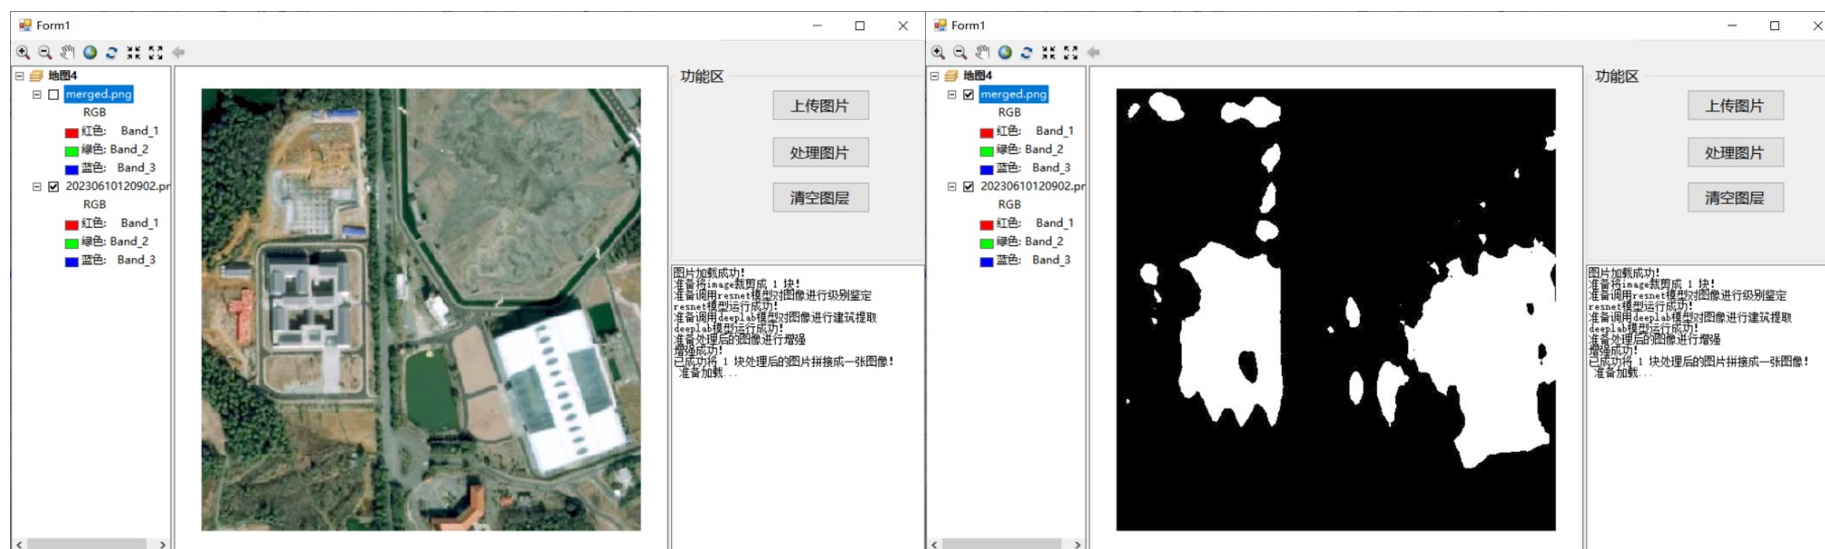 Form1
地图4
merged.png
RGB
红色: Band_1
绿色: Band_2
蓝色: Band_3
20230610120902.pr
RGB
红色: Band_1
绿色: Band_2
蓝色: Band_3
功能区
上传图片
处理图片
清空图层
图片加载成功!
准备将image裁剪成 1 块!
准备调用resnet模型对图像进行级别鉴定
resnet模型运行成功!
准备调用deeplab模型对图像进行建筑提取
deeplab模型运行成功!
准备处理后的图像进行增强
增强成功!
已成功将 1 块处理后的图片拼接成一张图像!
准备加载...
Form1
地图4
merged.png
RGB
红色: Band_1
绿色: Band_2
蓝色: Band_3
20230610120902.pr
RGB
红色: Band_1
绿色: Band_2
蓝色: Band_3
功能区
上传图片
处理图片
清空图层
图片加载成功!
准备将image裁剪成 1 块!
准备调用resnet模型对图像进行级别鉴定
resnet模型运行成功!
准备调用deeplab模型对图像进行建筑提取
deeplab模型运行成功!
准备处理后的图像进行增强
增强成功!
已成功将 1 块处理后的图片拼接成一张图像!
准备加载...